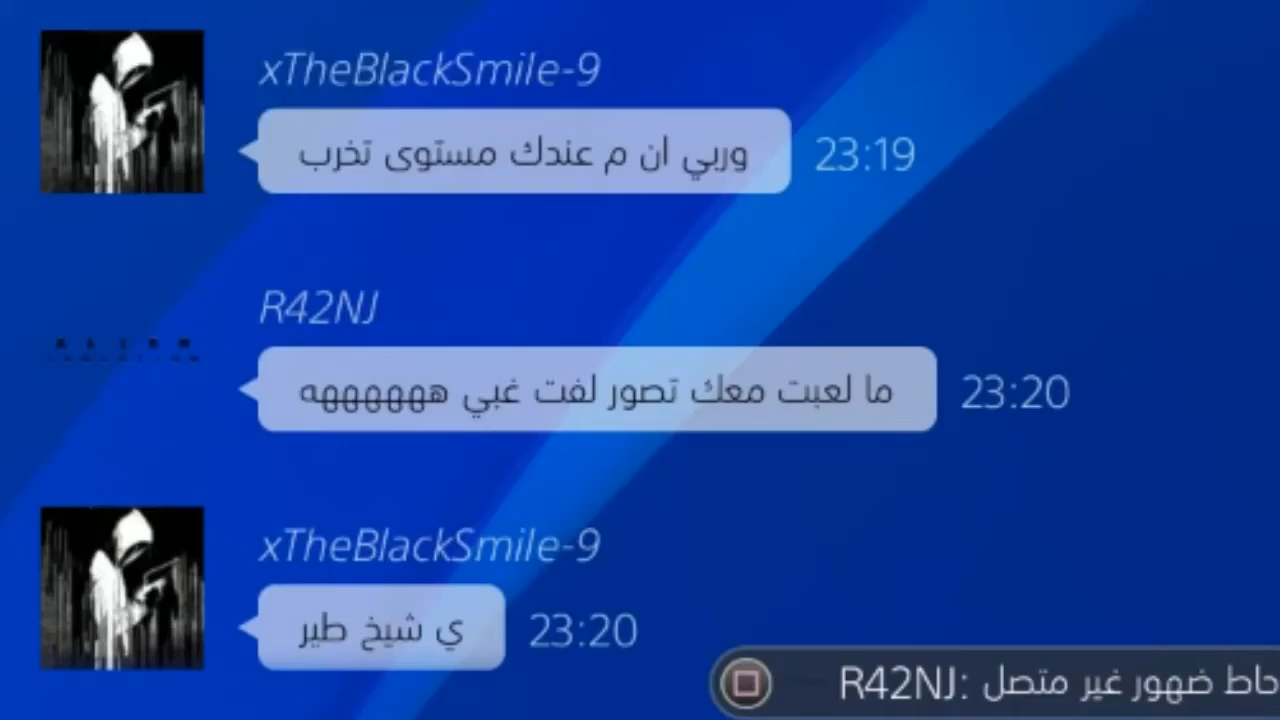 xTheBlackSmile-9
وربي ان م عندك مستوى تخرب
23:19
R42NJ
ما لعبت معك تصور لفت غبي ههههههههه
23:20
xTheBlackSmile-9
ي شيخ طير
23:20
R42NJ: حاط ضهور غير متصل